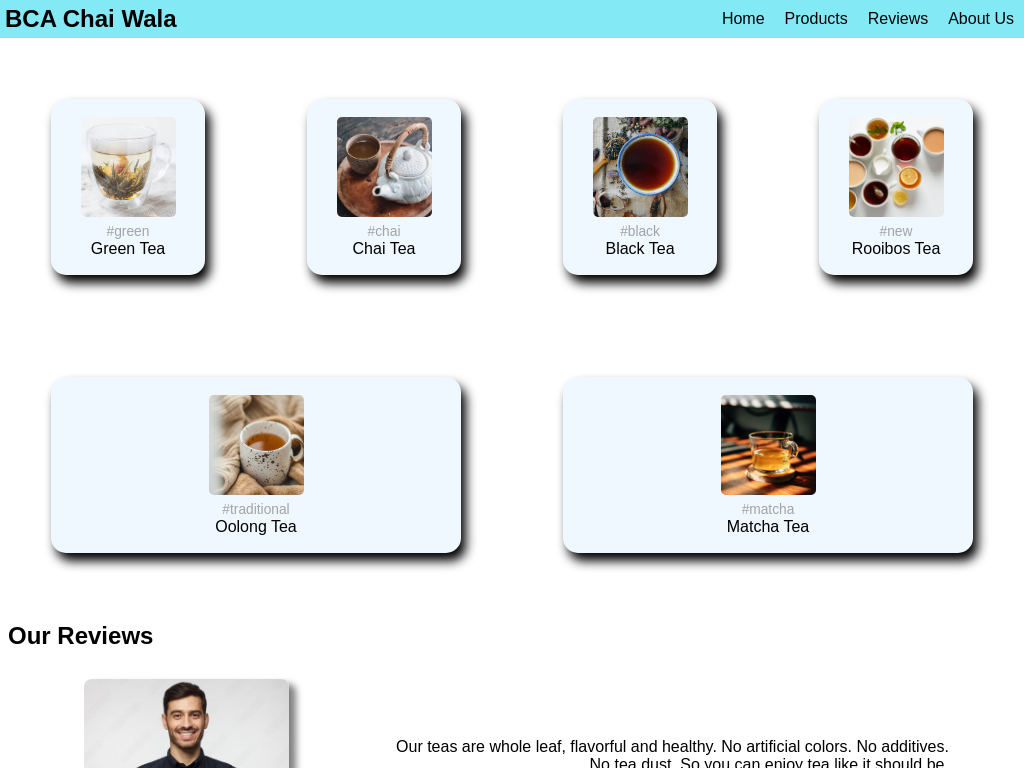 BCA Chai Wala
Home Products Reviews About Us
#green
Green Tea
#chai
Chai Tea
#black
Black Tea
#new
Rooibos Tea
#traditional
Oolong Tea
#matcha
Matcha Tea
Our Reviews
Our teas are whole leaf, flavorful and healthy. No artificial colors. No additives.
No tea dust. So you can enjoy tea like it should be.